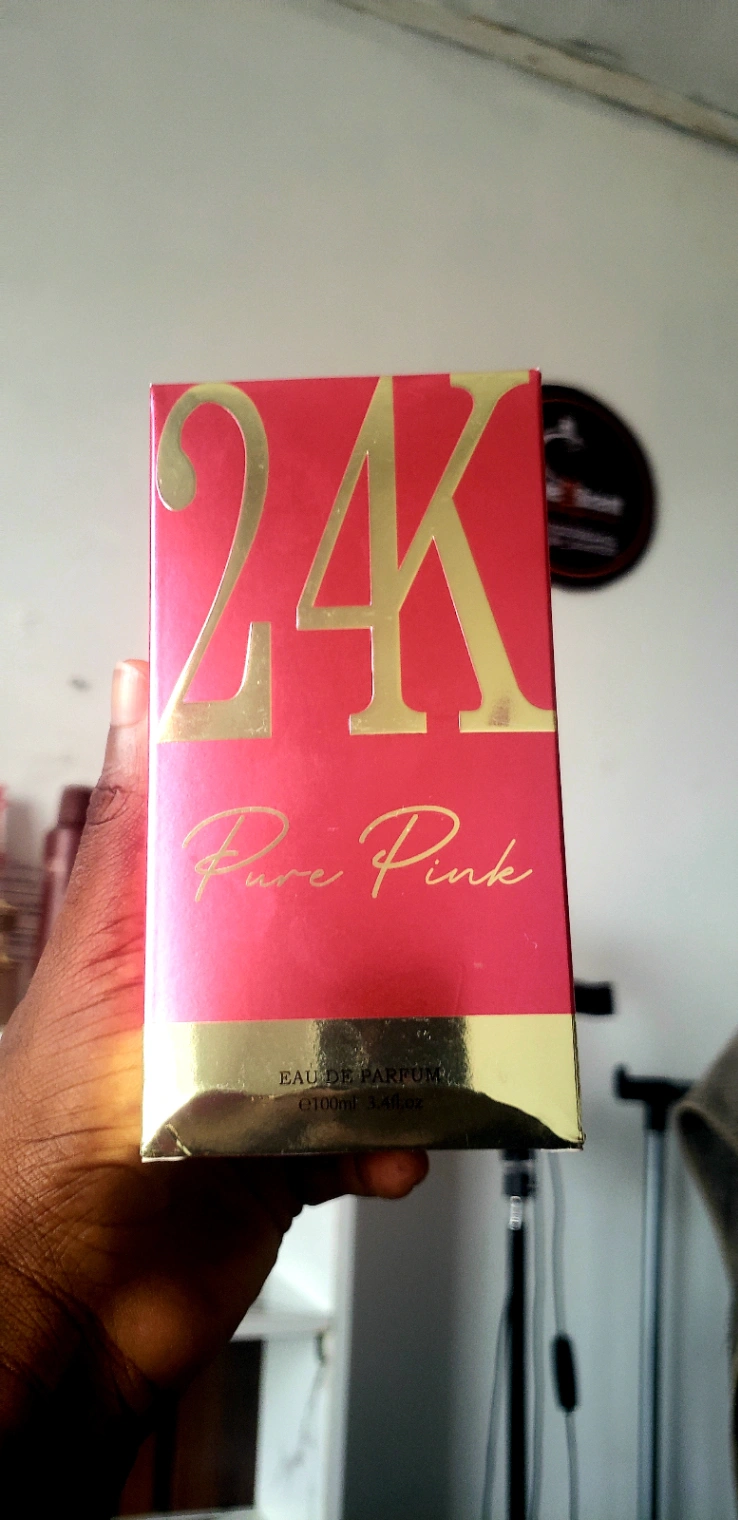 24K
Pure Pink
EAU DE PARFUM
℮100ml 3.4fl.oz